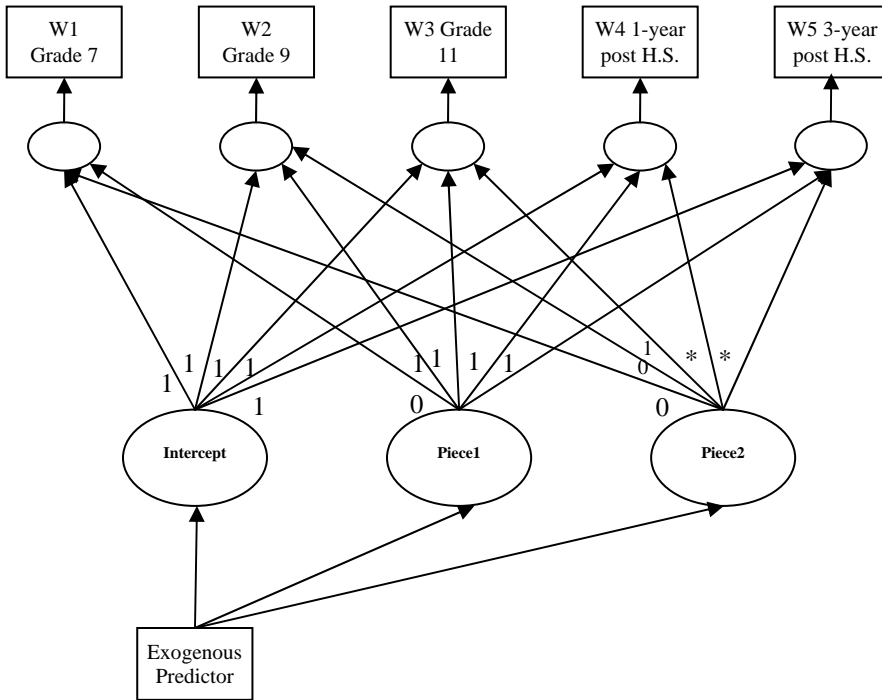 W1
Grade 7
W2
Grade 9
W3 Grade
11
W4 1-year
post H.S.
W5 3-year
post H.S.
1
1
1
1
1
0
1
1
1
1
0
0
1
*
*
Intercept
Piece1
Piece2
Exogenous
Predictor